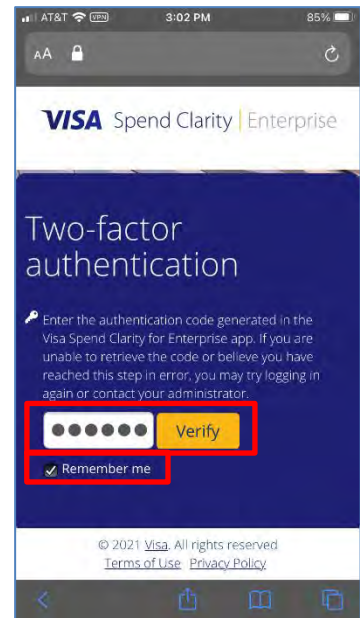 AT&T VPN 3:02 PM 85%
AA
VISA Spend Clarity | Enterprise
Two-factor
authentication
Enter the authentication code generated in the
Visa Spend Clarity for Enterprise app. If you are
unable to retrieve the code or believe you have
reached this step in error, you may try logging in
again or contact your administrator.
●●●●●● Verify
Remember me
© 2021 Visa. All rights reserved
Terms of Use Privacy Policy